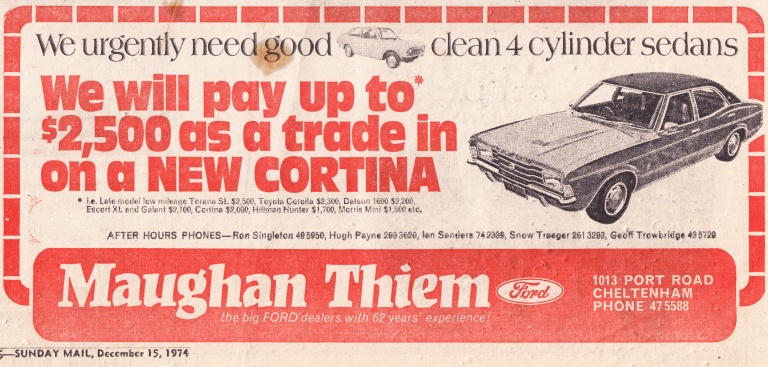 We urgently need good clean 4 cylinder sedans
We will pay up to*
$2,500 as a trade in
on a NEW CORTINA
* i.e. Late model low mileage Torana SL $2,500, Toyota Corolla $2,300, Datsun 1600 $2,200,
Escort XL and Galant $2,100, Cortina $2,000, Hillman Hunter $1,700, Morris Mini $1,500 etc.
AFTER HOURS PHONES—Ron Singleton 49 5950, Hugh Payne 293 3620, Ian Sanders 74 2339, Snow Traeger 261 3293, Geoff Trowbridge 43 5729
Maughan Thiem
Ford
the big FORD dealers with 62 years' experience!
1013 PORT ROAD
CHELTENHAM
PHONE 47 5588
—SUNDAY MAIL, December 15, 1974